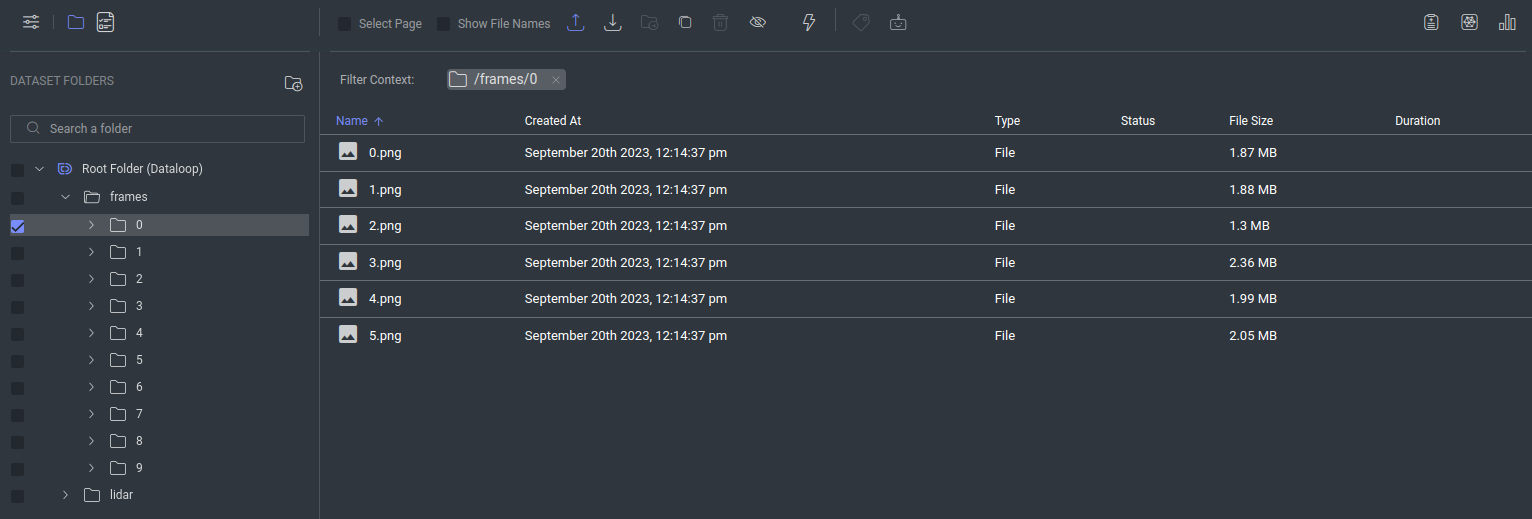 Select Page Show File Names
DATASET FOLDERS
Search a folder
Root Folder (Dataloop)
frames
0
1
2
3
4
5
6
7
8
9
lidar
Filter Context: /frames/0
Name Created At Type Status File Size Duration
0.png September 20th 2023, 12:14:37 pm File 1.87 MB
1.png September 20th 2023, 12:14:37 pm File 1.88 MB
2.png September 20th 2023, 12:14:37 pm File 1.3 MB
3.png September 20th 2023, 12:14:37 pm File 2.36 MB
4.png September 20th 2023, 12:14:37 pm File 1.99 MB
5.png September 20th 2023, 12:14:37 pm File 2.05 MB